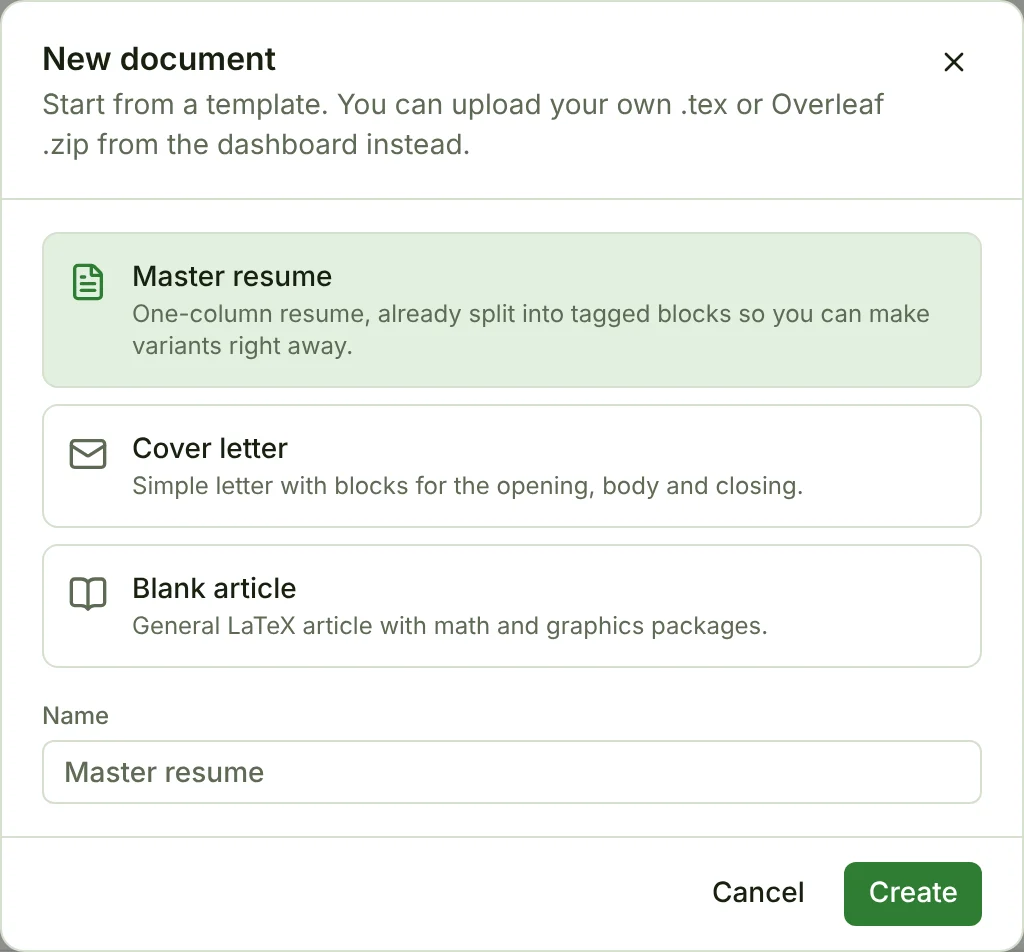 New document
Start from a template. You can upload your own .tex or Overleaf
.zip from the dashboard instead.
Master resume
One-column resume, already split into tagged blocks so you can make
variants right away.
Cover letter
Simple letter with blocks for the opening, body and closing.
Blank article
General LaTeX article with math and graphics packages.
Name
Master resume
Cancel
Create